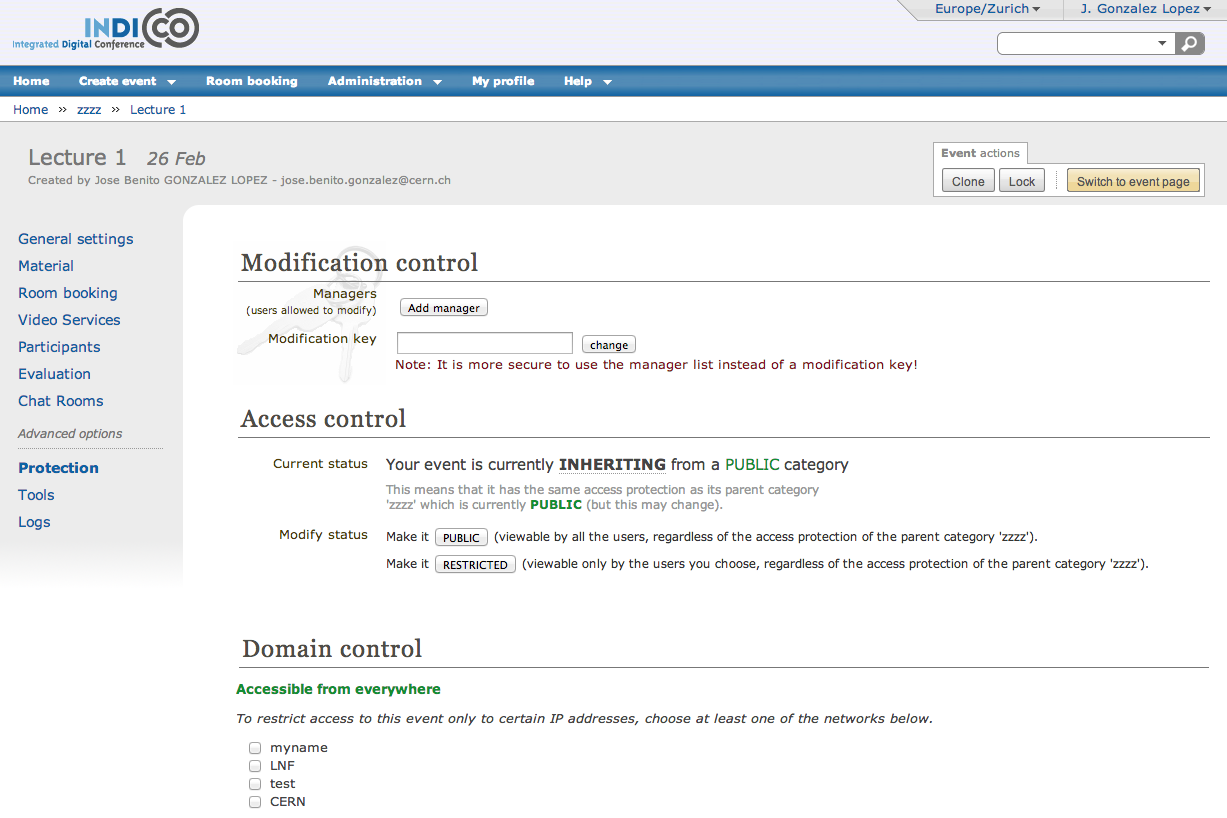 Europe/Zurich
J. Gonzalez Lopez
INDICO
Integrated Digital Conference
Home Create event Room booking Administration My profile Help
Home » zzzz » Lecture 1
Lecture 1 26 Feb
Created by Jose Benito GONZALEZ LOPEZ - jose.benito.gonzalez@cern.ch
Event actions
Clone Lock Switch to event page
General settings
Material
Room booking
Video Services
Participants
Evaluation
Chat Rooms
Advanced options
Protection
Tools
Logs
Modification control
Managers
(users allowed to modify)
Add manager
Modification key
change
Note: It is more secure to use the manager list instead of a modification key!
Access control
Current status Your event is currently INHERITING from a PUBLIC category
This means that it has the same access protection as its parent category
'zzzz' which is currently PUBLIC (but this may change).
Modify status Make it PUBLIC (viewable by all the users, regardless of the access protection of the parent category 'zzzz').
Make it RESTRICTED (viewable only by the users you choose, regardless of the access protection of the parent category 'zzzz').
Domain control
Accessible from everywhere
To restrict access to this event only to certain IP addresses, choose at least one of the networks below.
myname
LNF
test
CERN